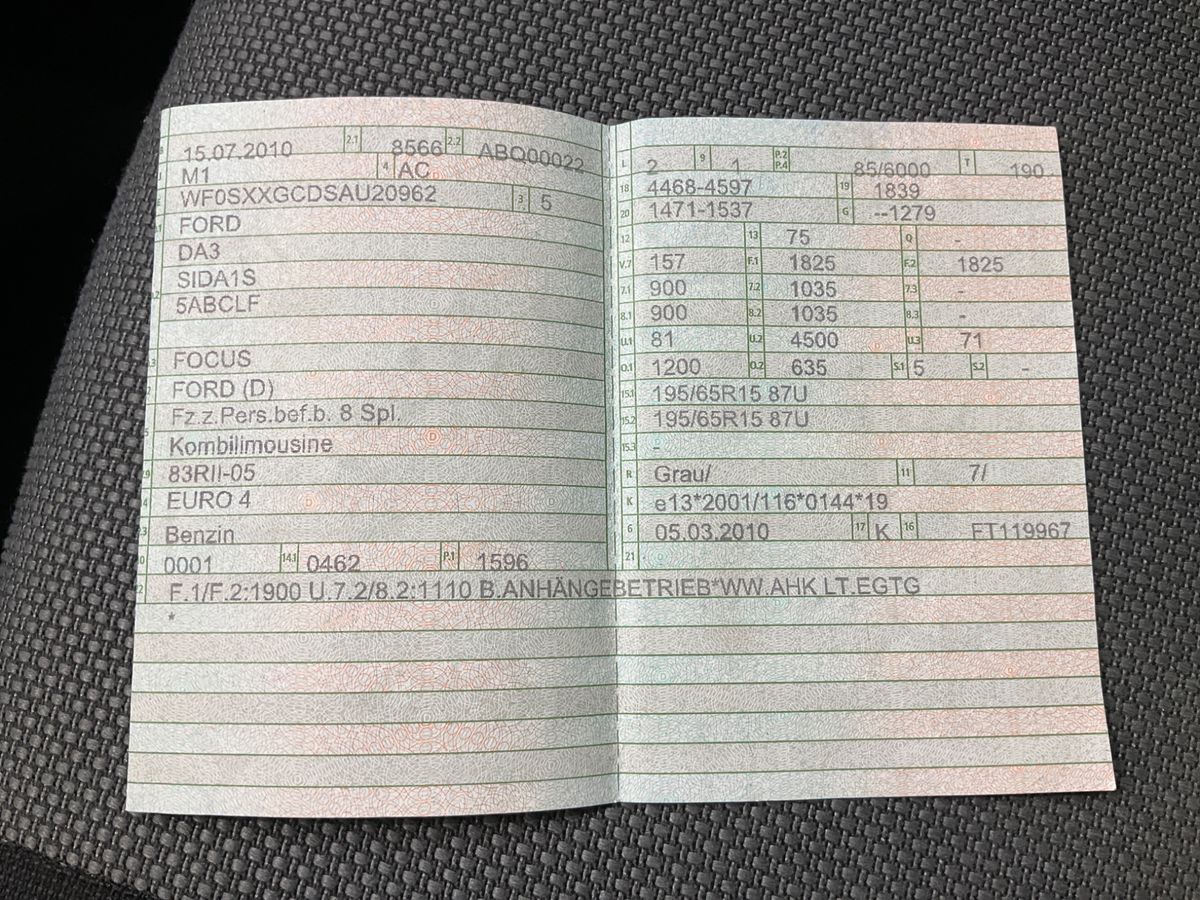 15.07.2010 2.1 8566 2.2 ABQ00022
M1 4 AC
WF0SXXGCDSAU20962 3 5
FORD
DA3
SIDA1S
5ABCLF
FOCUS
FORD (D)
Fz.z.Pers.bef.b. 8 Spl.
Kombilimousine
83RII-05
EURO 4
Benzin
0001 14.1 0462 P.1 1596
F.1/F.2:1900 U.7.2/8.2:1110 B.ANHÄNGEBETRIEB*WW.AHK LT.EGTG
*
L 2 9 1 P.2 P.4 85/6000 T 190
18 4468-4597 19 1839
20 1471-1537 G --1279
12 13 75 Q -
V.7 157 F.1 1825 F.2 1825
7.1 900 7.2 1035 7.3 -
8.1 900 8.2 1035 8.3 -
U.1 81 U.2 4500 U.3 71
O.1 1200 O.2 635 S.1 5 S.2 -
15.1 195/65R15 87U
15.2 195/65R15 87U
15.3 -
R Grau/ 11 7/
K e13*2001/116*0144*19
6 05.03.2010 17 K 16 FT119967
21